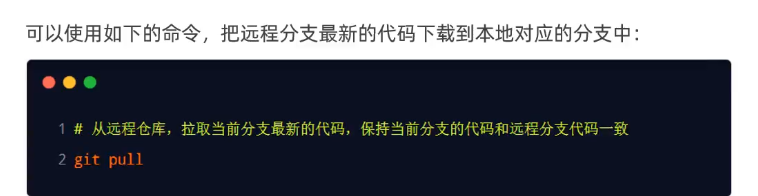 可以使用如下的命令，把远程分支最新的代码下载到本地对应的分支中：
1 # 从远程仓库，拉取当前分支最新的代码，保持当前分支的代码和远程分支代码一致
2 git pull